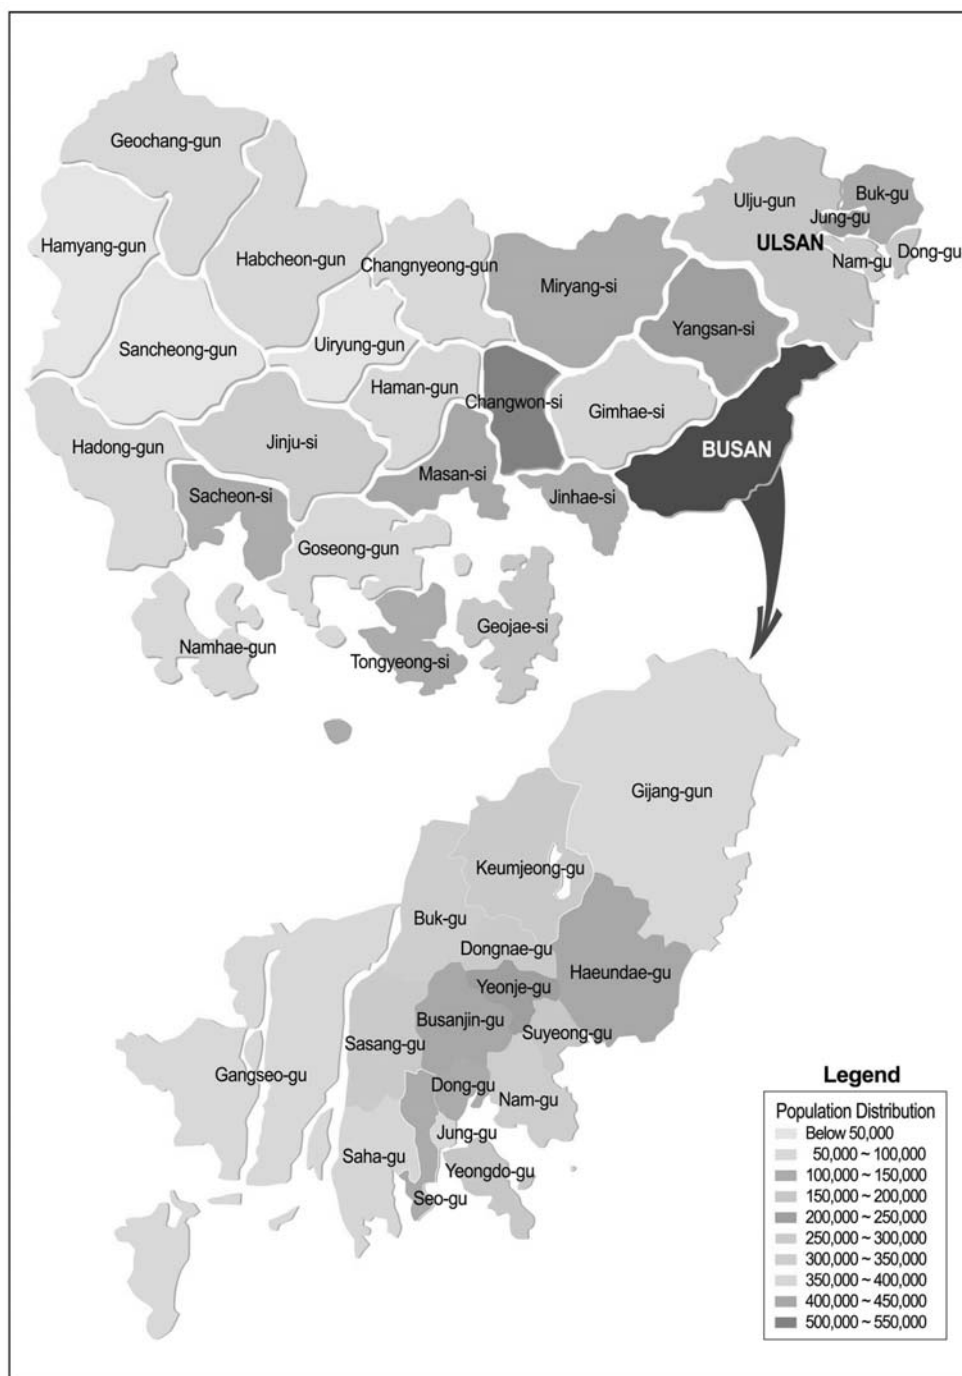 Geochang-gun
Hamyang-gun
Habcheon-gun
Changnyeong-gun
Sancheong-gun
Uiryung-gun
Haman-gun
Hadong-gun
Jinju-si
Sacheon-si
Masan-si
Changwon-si
Goseong-gun
Namhae-gun
Tongyeong-si
Geojae-si
Jinhae-si
Gimhae-si
Miryang-si
Yangsan-si
Ulju-gun
Buk-gu
Jung-gu
ULSAN
Nam-gu
Dong-gu
BUSAN
Gijang-gun
Keumjeong-gu
Buk-gu
Dongnae-gu
Haeundae-gu
Yeonje-gu
Busanjin-gu
Suyeong-gu
Sasang-gu
Gangseo-gu
Dong-gu
Nam-gu
Jung-gu
Saha-gu
Yeongdo-gu
Seo-gu
Legend
Population Distribution
Below 50,000
50,000 ~ 100,000
100,000 ~ 150,000
150,000 ~ 200,000
200,000 ~ 250,000
250,000 ~ 300,000
300,000 ~ 350,000
350,000 ~ 400,000
400,000 ~ 450,000
500,000 ~ 550,000